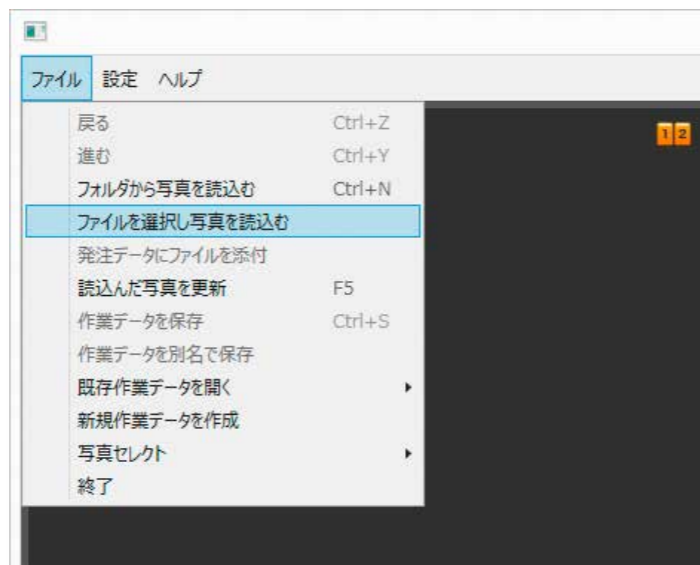 ファイル 設定 ヘルプ
戻る Ctrl+Z
進む Ctrl+Y
フォルダから写真を読込む Ctrl+N
ファイルを選択し写真を読込む
発注データにファイルを添付
読込んだ写真を更新 F5
作業データを保存 Ctrl+S
作業データを別名で保存
既存作業データを開く
新規作業データを作成
写真セレクト
終了
1 2